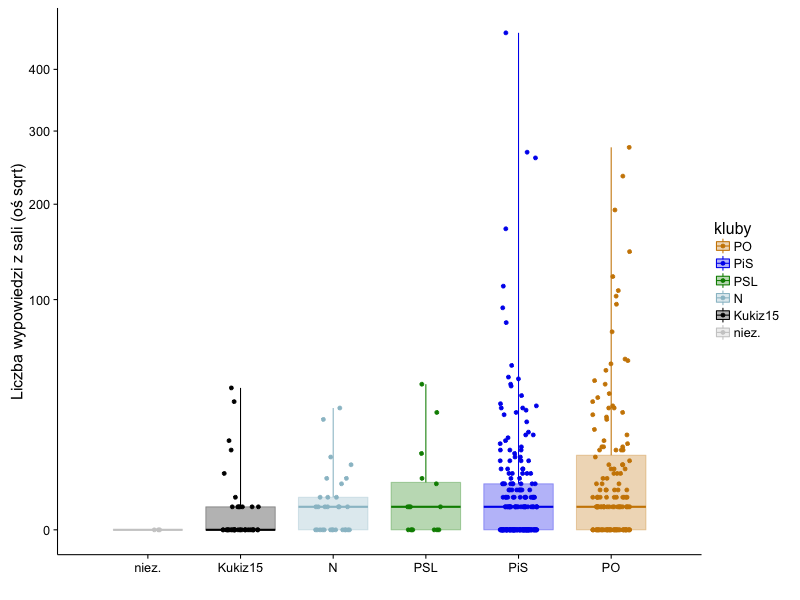 Liczba wypowiedzi z sali (oś sqrt)
400
300
200
100
0
niez.
Kukiz15
N
PSL
PiS
PO
kluby
PO
PiS
PSL
N
Kukiz15
niez.